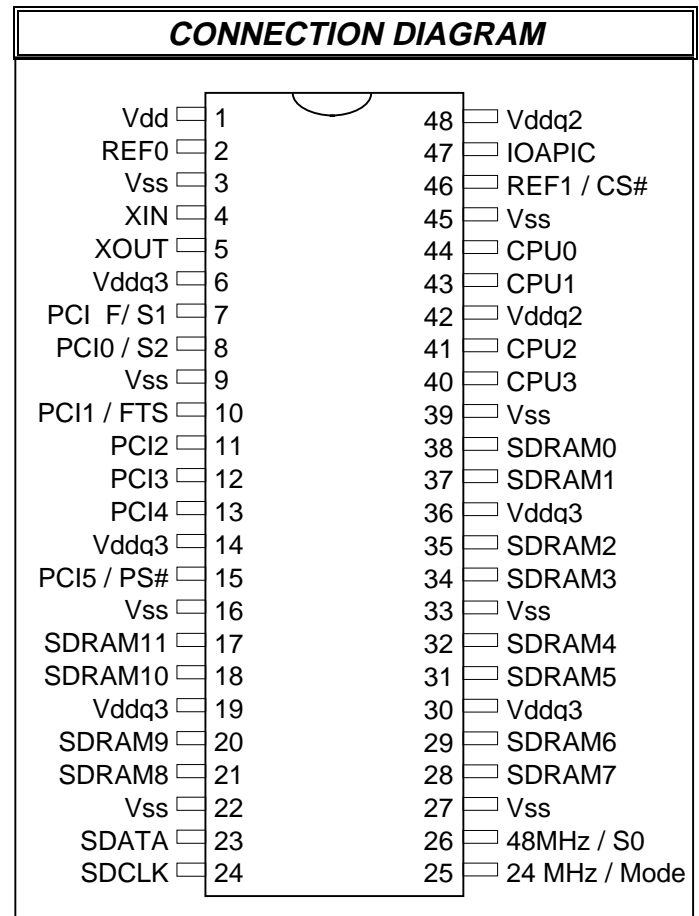 CONNECTION DIAGRAM
Vdd 1 48 Vddq2
REF0 2 47 IOAPIC
Vss 3 46 REF1 / CS#
XIN 4 45 Vss
XOUT 5 44 CPU0
Vddq3 6 43 CPU1
PCI F/ S1 7 42 Vddq2
PCI0 / S2 8 41 CPU2
Vss 9 40 CPU3
PCI1 / FTS 10 39 Vss
PCI2 11 38 SDRAM0
PCI3 12 37 SDRAM1
PCI4 13 36 Vddq3
Vddq3 14 35 SDRAM2
PCI5 / PS# 15 34 SDRAM3
Vss 16 33 Vss
SDRAM11 17 32 SDRAM4
SDRAM10 18 31 SDRAM5
Vddq3 19 30 Vddq3
SDRAM9 20 29 SDRAM6
SDRAM8 21 28 SDRAM7
Vss 22 27 Vss
SDATA 23 26 48MHz / S0
SDCLK 24 25 24 MHz / Mode